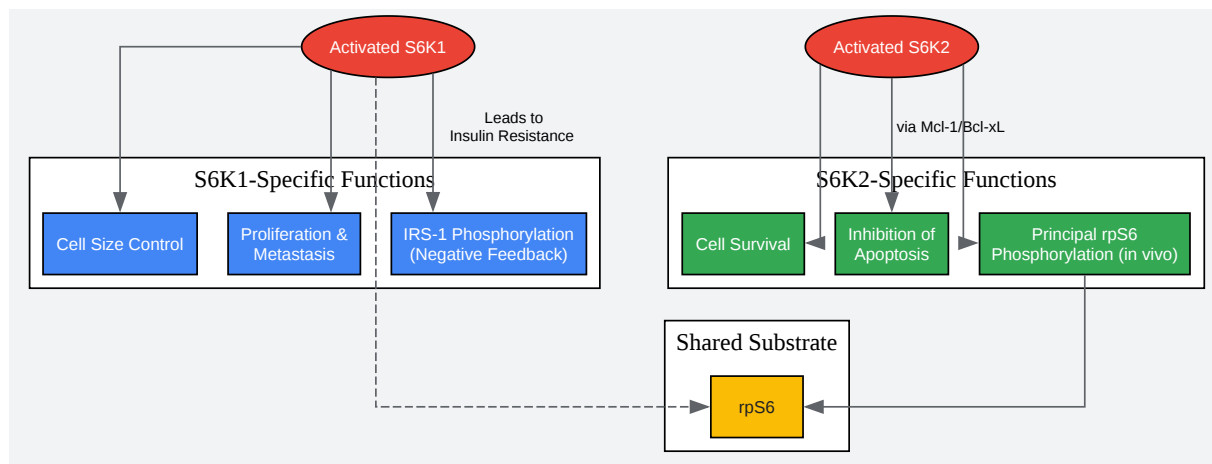 Activated S6K1
Activated S6K2
Leads to
Insulin Resistance
via Mcl-1/Bcl-xL
S6K1-Specific Functions
S6K2-Specific Functions
Cell Size Control
Proliferation &
Metastasis
IRS-1 Phosphorylation
(Negative Feedback)
Cell Survival
Inhibition of
Apoptosis
Principal rpS6
Phosphorylation (in vivo)
Shared Substrate
rpS6